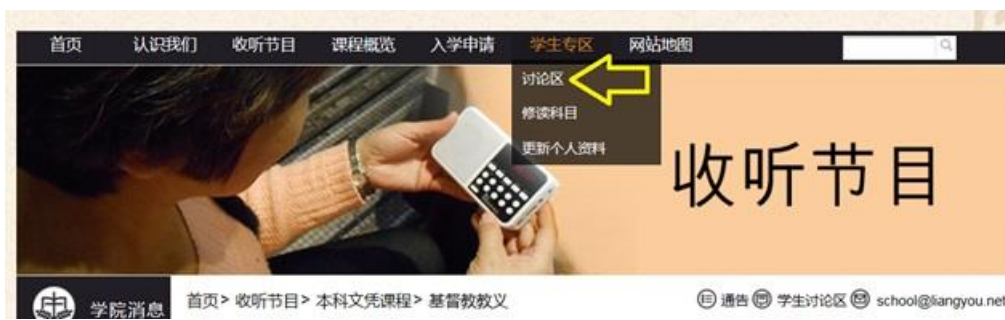 首页 认识我们 收听节目 课程概览 入学申请 学生专区 网站地图
讨论区
修读科目
更新个人资料
收听节目
学院消息 首页> 收听节目> 本科文凭课程> 基督教教义 通告 学生讨论区 school@liangyou.net